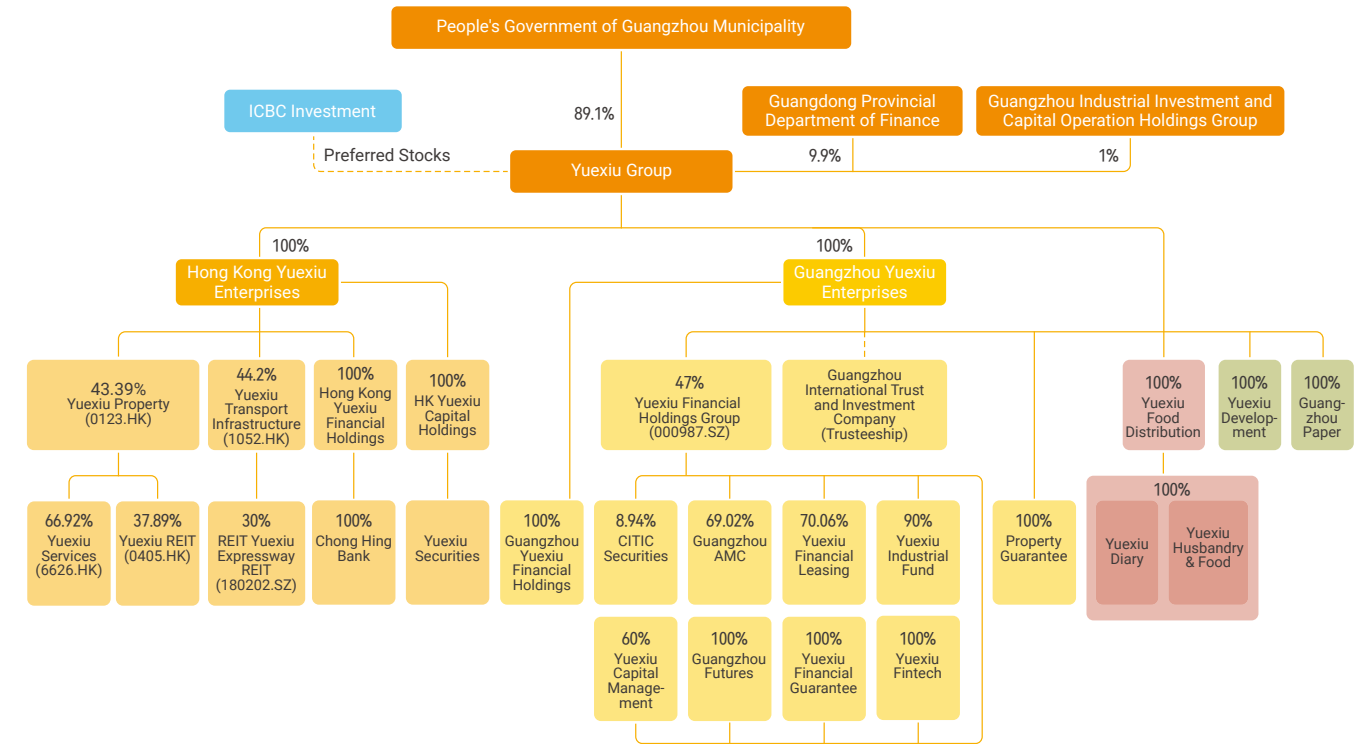 People's Government of Guangzhou Municipality
ICBC Investment
89.1%
Guangdong Provincial
Department of Finance
Guangzhou Industrial Investment and
Capital Operation Holdings Group
Preferred Stocks
Yuexiu Group
9.9%
1%
100%
Hong Kong Yuexiu
Enterprises
100%
Guangzhou Yuexiu
Enterprises
43.39%
Yuexiu Property
(0123.HK)
44.2%
Yuexiu
Transport
Infrastructure
(1052.HK)
100%
Hong Kong
Yuexiu
Financial
Holdings
100%
HK Yuexiu
Capital
Holdings
47%
Yuexiu Financial
Holdings Group
(000987.SZ)
Guangzhou
International Trust
and Investment
Company
(Trusteeship)
100%
Yuexiu
Food
Distribution
100%
Yuexiu
Develop-
ment
100%
Guang-
zhou
Paper
66.92%
Yuexiu
Services
(6626.HK)
37.89%
Yuexiu REIT
(0405.HK)
30%
REIT Yuexiu
Expressway
REIT
(180202.SZ)
100%
Chong Hing
Bank
Yuexiu
Securities
100%
Guangzhou
Yuexiu
Financial
Holdings
8.94%
CITIC
Securities
69.02%
Guangzhou
AMC
70.06%
Yuexiu
Financial
Leasing
90%
Yuexiu
Industrial
Fund
100%
Property
Guarantee
100%
Yuexiu
Diary
Yuexiu
Husbandry
& Food
60%
Yuexiu
Capital
Manage-
ment
100%
Guangzhou
Futures
100%
Yuexiu
Financial
Guarantee
100%
Yuexiu
Fintech